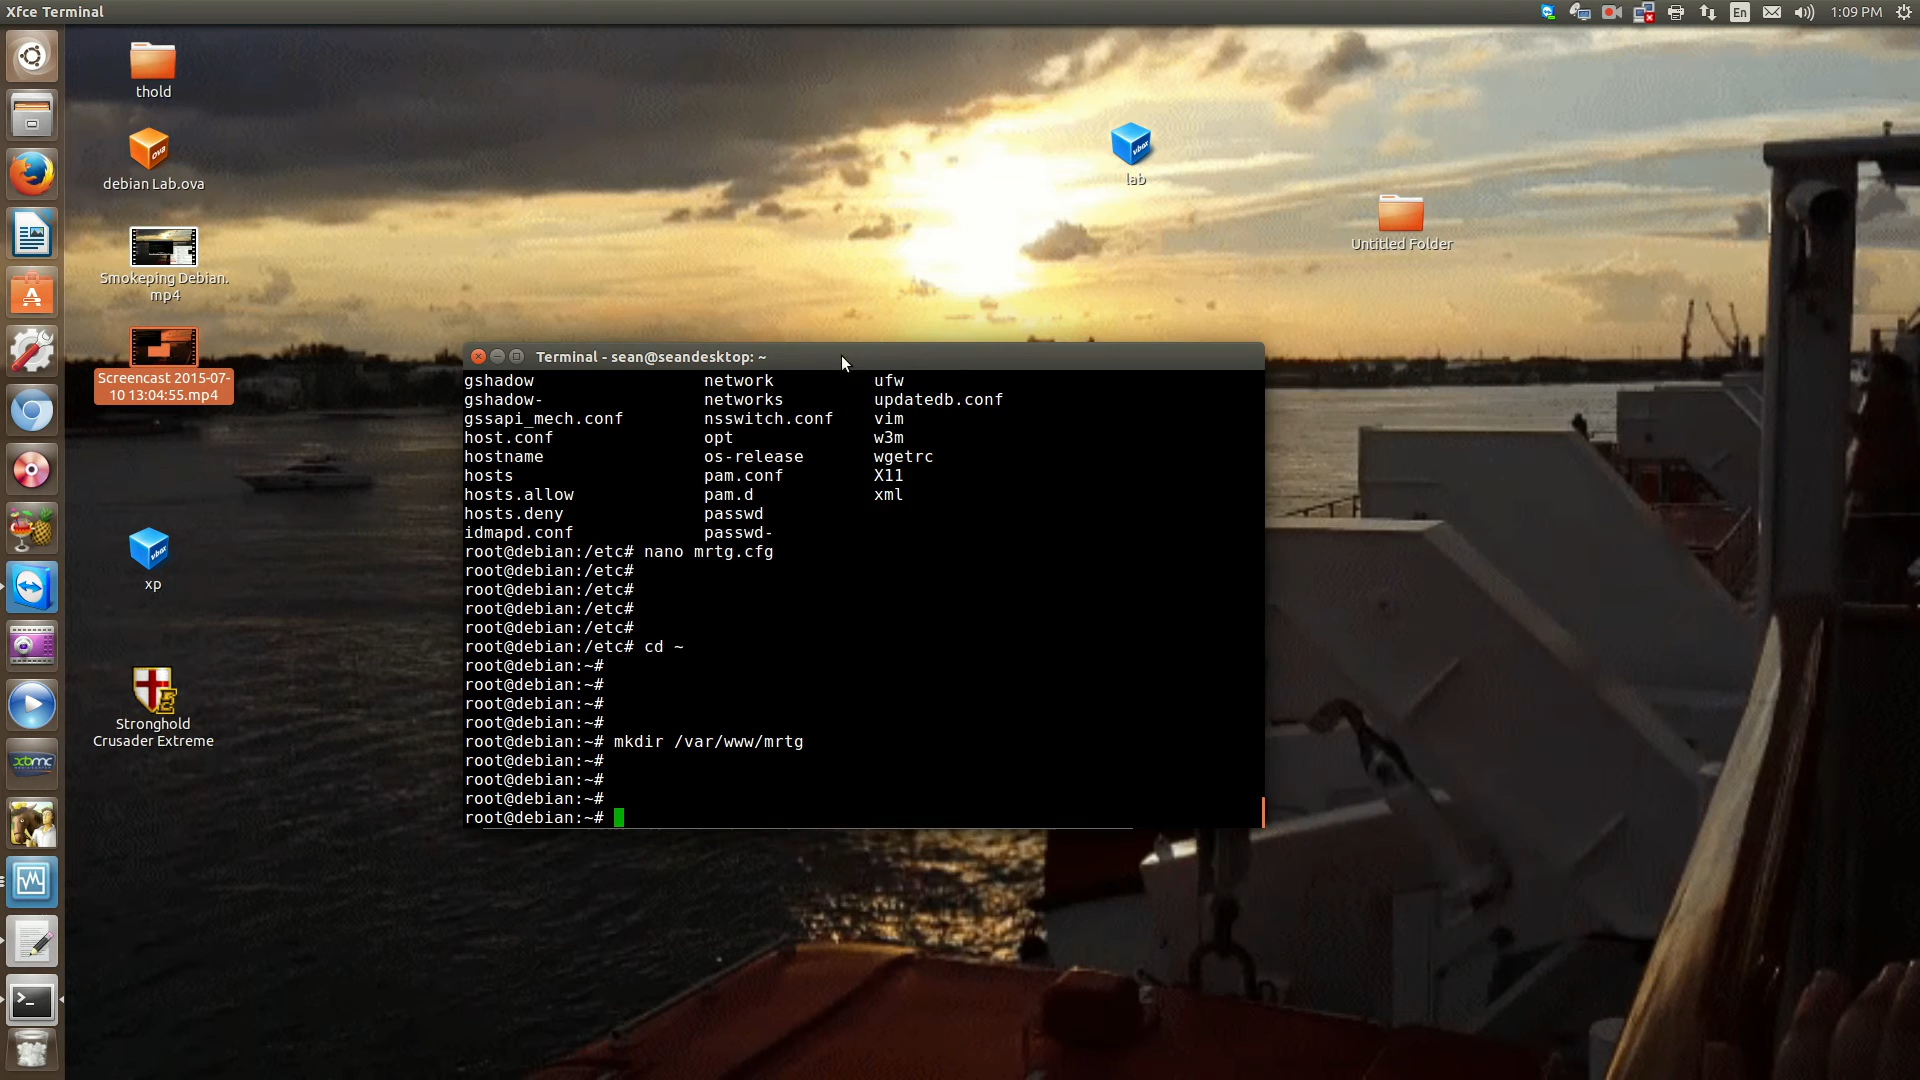 Xfce Terminal
En
1:09 PM
thold
ova
debian Lab.ova
Smokeping Debian.
mp4
Screencast 2015-07-
10 13:04:55.mp4
vbox
xp
Stronghold
Crusader Extreme
vbox
lab
Untitled Folder
xbmc
Terminal - sean@seandesktop: ~
gshadow network ufw
gshadow- networks updatedb.conf
gssapi_mech.conf nsswitch.conf vim
host.conf opt w3m
hostname os-release wgetrc
hosts pam.conf X11
hosts.allow pam.d xml
hosts.deny passwd
idmapd.conf passwd-
root@debian:/etc# nano mrtg.cfg
root@debian:/etc#
root@debian:/etc#
root@debian:/etc#
root@debian:/etc#
root@debian:/etc# cd ~
root@debian:~#
root@debian:~#
root@debian:~#
root@debian:~#
root@debian:~# mkdir /var/www/mrtg
root@debian:~#
root@debian:~#
root@debian:~#
root@debian:~#